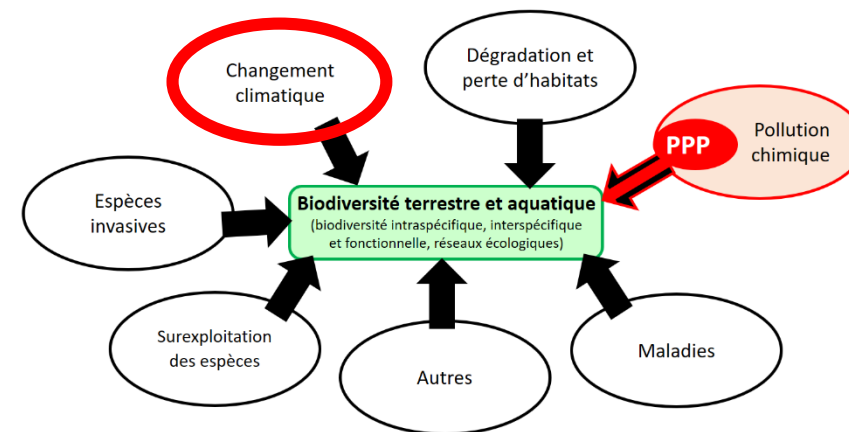 Changement
climatique
Dégradation et
perte d'habitats
PPP
Pollution
chimique
Espèces
invasives
Biodiversité terrestre et aquatique
(biodiversité intraspécifique, interspécifique
et fonctionnelle, réseaux écologiques)
Surexploitation
des espèces
Autres
Maladies